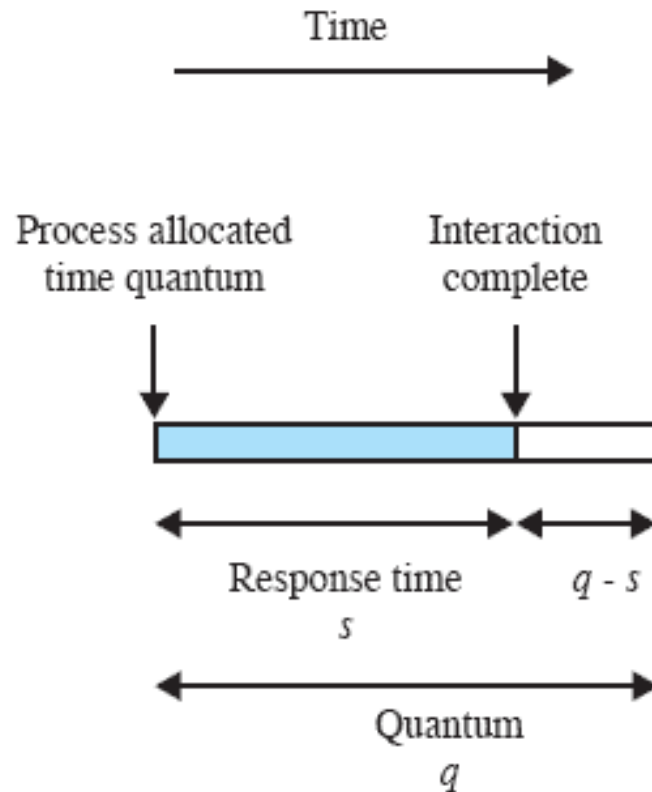 Time
Process allocated
time quantum
Interaction
complete
Response time
s
q - s
Quantum
q